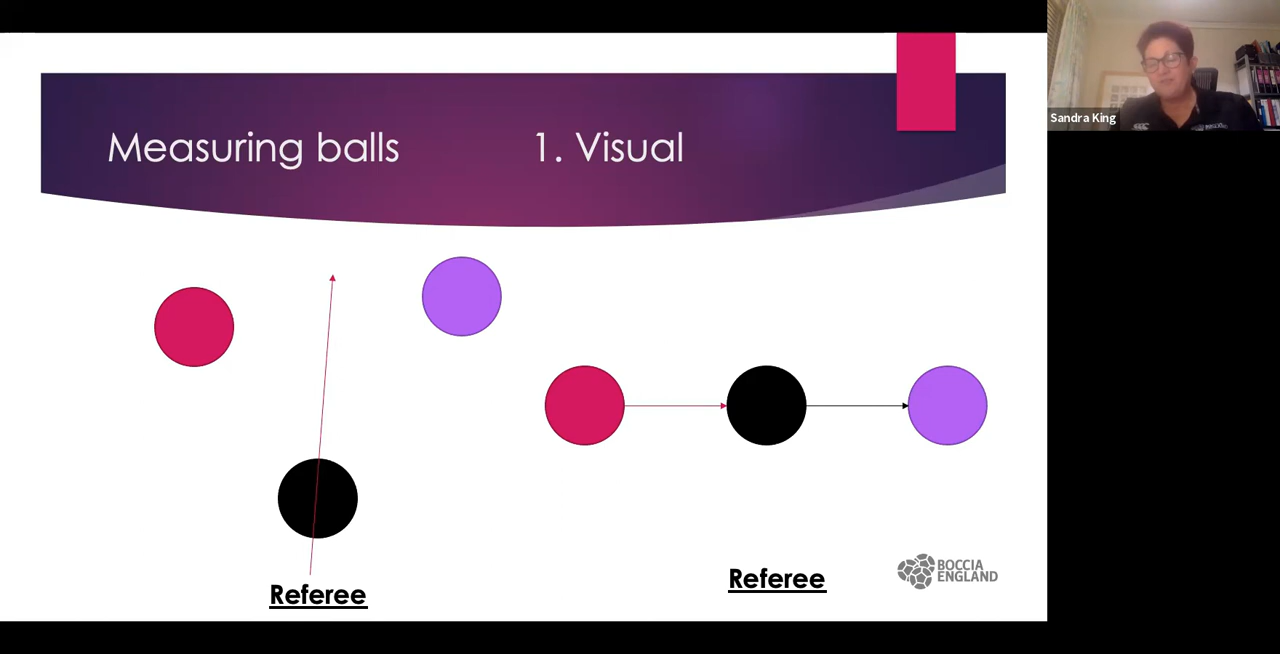 Measuring balls 1. Visual
Sandra King
Referee
Referee
BOCCIA
ENGLAND